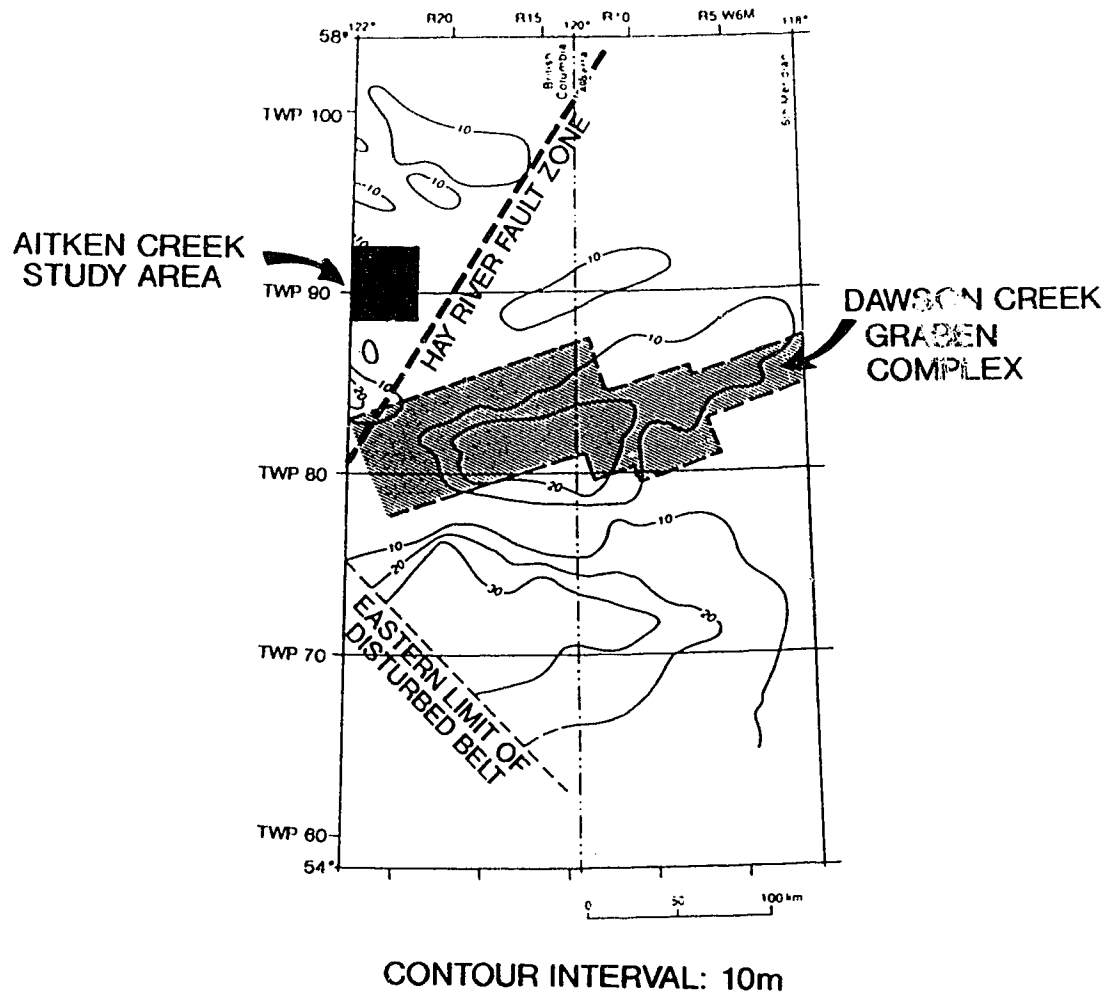 122° R20 R15 120° R10 R5 W6M 118°
58°
British
Columbia
Alberta
TWP 100
10
HAY RIVER FAULT ZONE
10
10
10
AITKEN CREEK
STUDY AREA
10
TWP 90
DAWSON CREEK
GRABEN
COMPLEX
10
10
20
TWP 80
20
10
10
20
30
20
EASTERN LIMIT OF
DISTURBED BELT
TWP 70
TWP 60
54°
0 50 100 km
CONTOUR INTERVAL: 10m